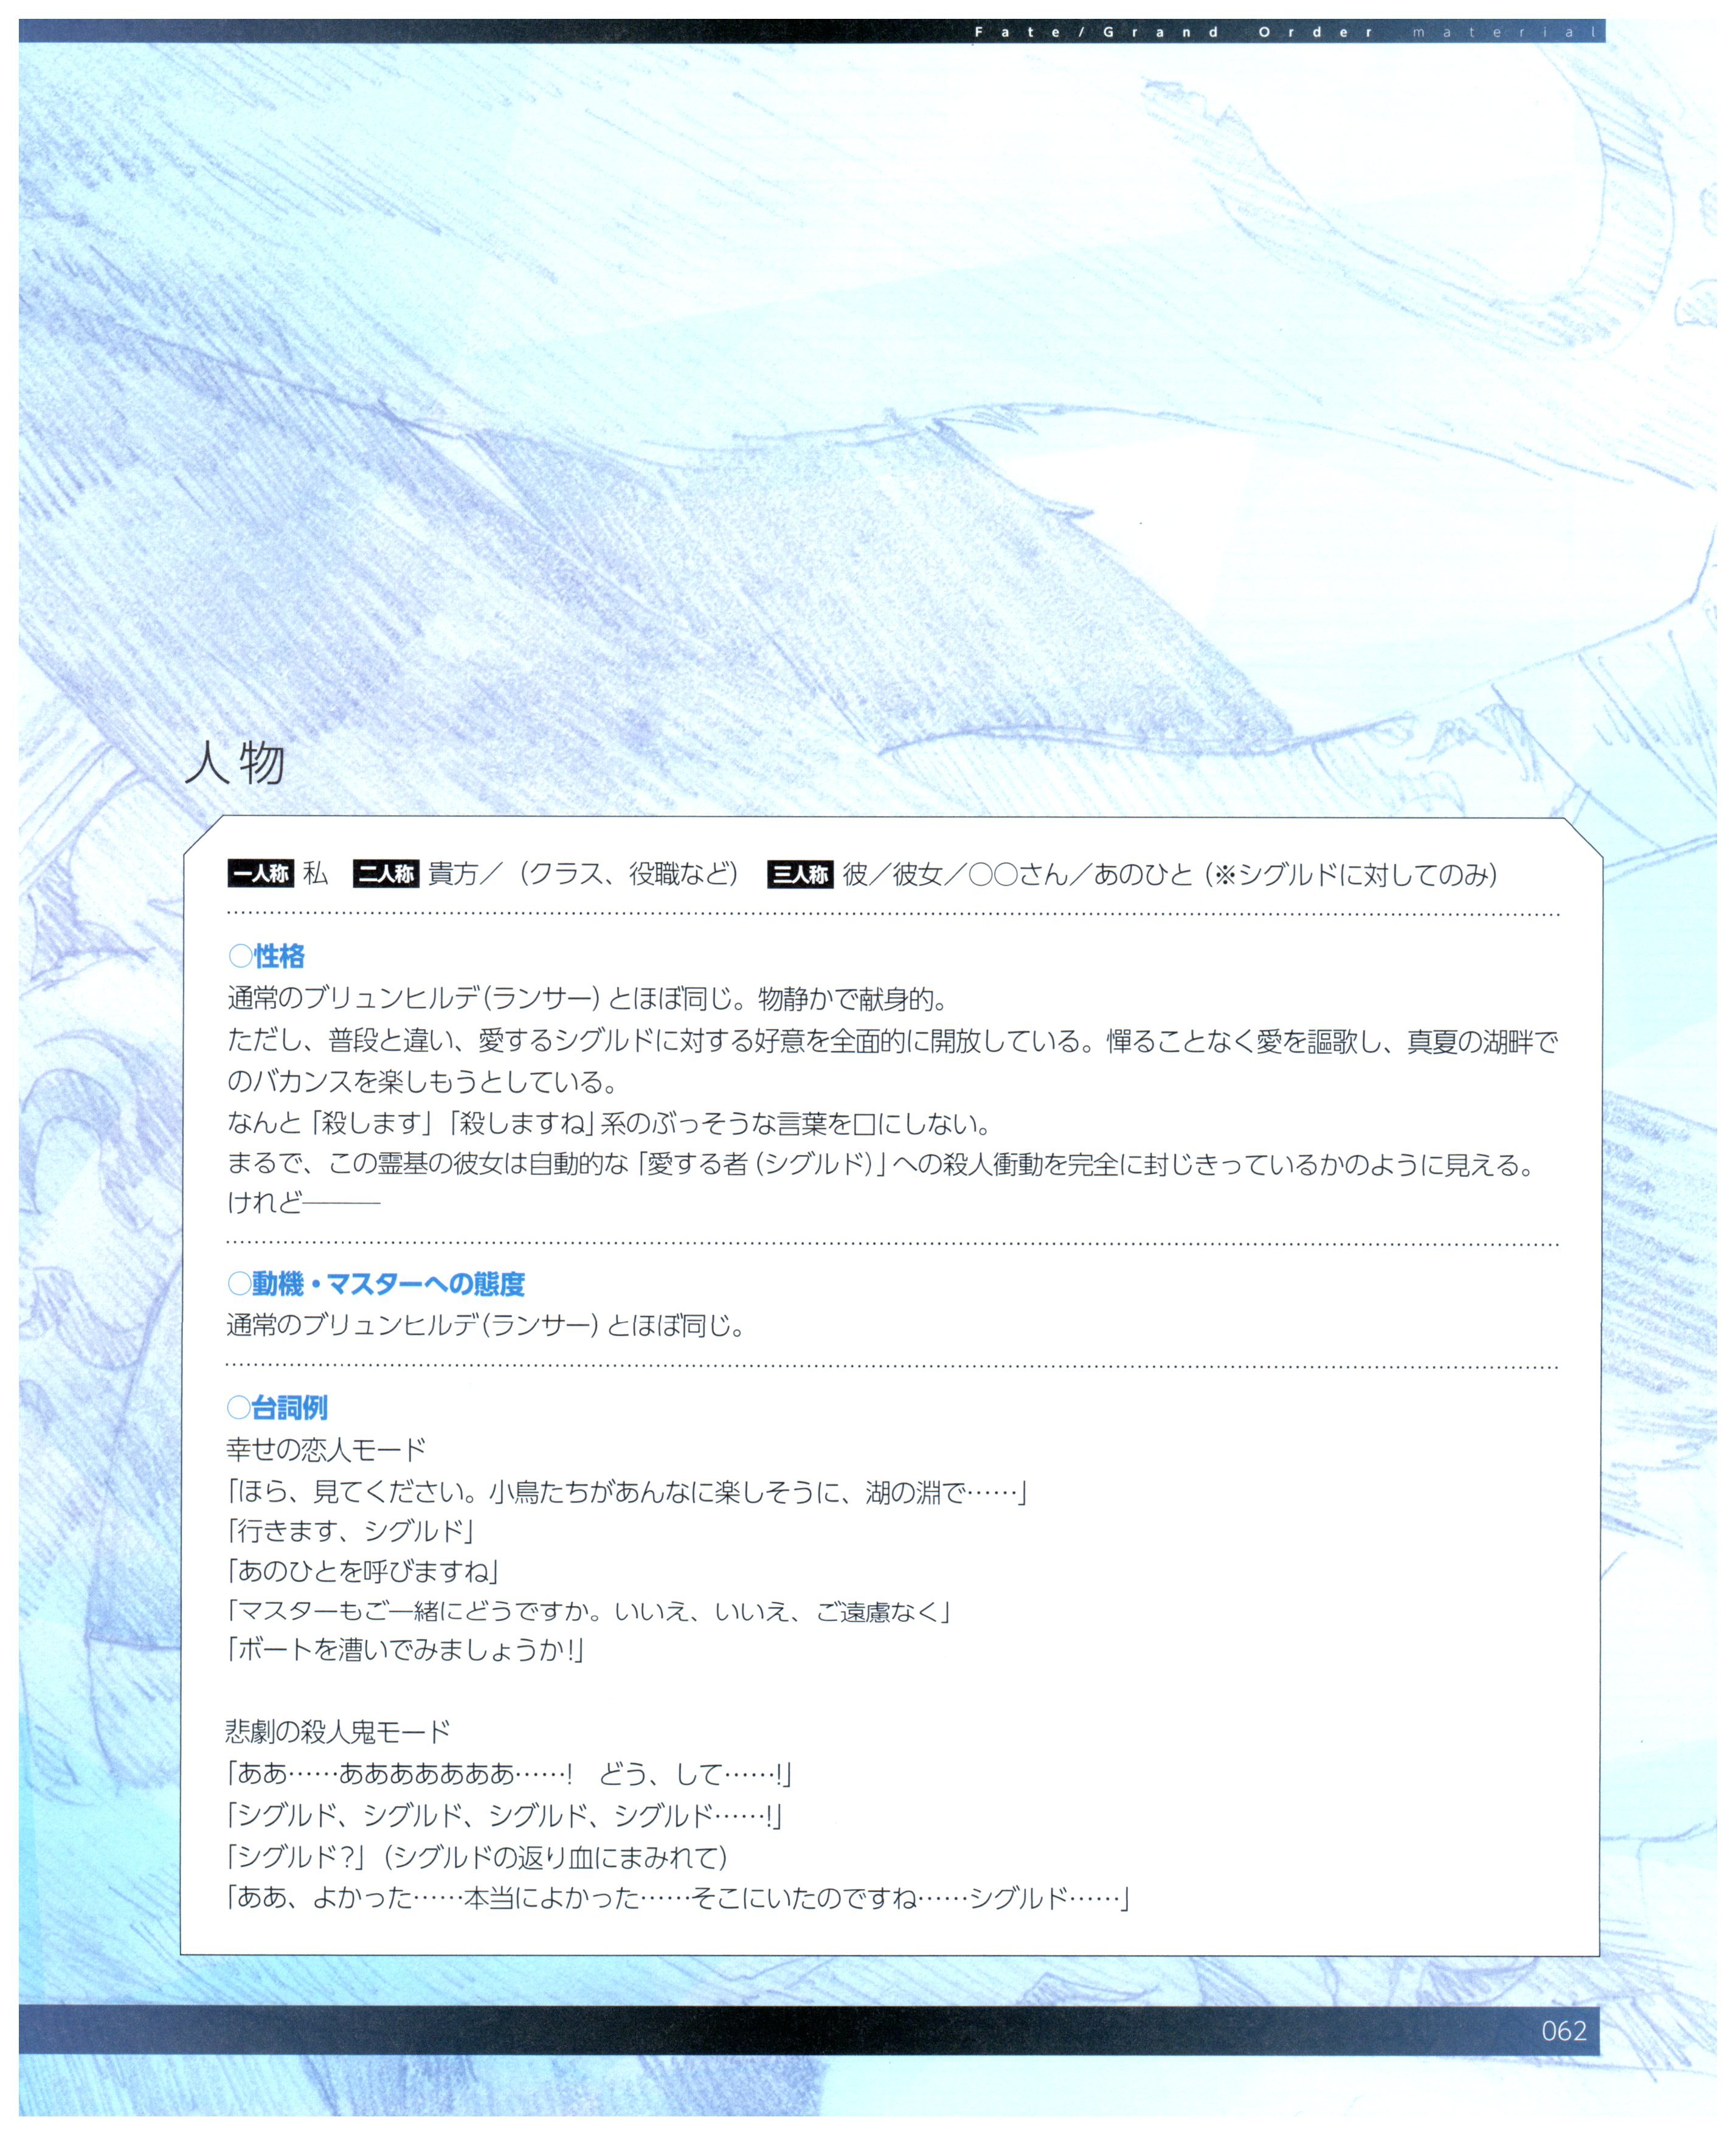 Fate/Grand Order material
人物
一人称 私 二人称 貴方／（クラス、役職など） 三人称 彼／彼女／○○さん／あのひと（※シグルドに対してのみ）
○性格
通常のブリュンヒルデ（ランサー）とほぼ同じ。物静かで献身的。
ただし、普段と違い、愛するシグルドに対する好意を全面的に開放している。憚ることなく愛を謳歌し、真夏の湖畔で
のバカンスを楽しもうとしている。
なんと「殺します」「殺しますね」系のぶっそうな言葉を口にしない。
まるで、この霊基の彼女は自動的な「愛する者（シグルド）」への殺人衝動を完全に封じきっているかのように見える。
けれど―――
○動機・マスターへの態度
通常のブリュンヒルデ（ランサー）とほぼ同じ。
○台詞例
幸せの恋人モード
「ほら、見てください。小鳥たちがあんなに楽しそうに、湖の淵で……」
「行きます、シグルド」
「あのひとを呼びますね」
「マスターもご一緒にどうですか。いいえ、いいえ、ご遠慮なく」
「ボートを漕いでみましょうか！」
悲劇の殺人鬼モード
「ああ……あああああああ……！　どう、して……！」
「シグルド、シグルド、シグルド、シグルド……！」
「シグルド？」（シグルドの返り血にまみれて）
「ああ、よかった……本当によかった……そこにいたのですね……シグルド……」
062